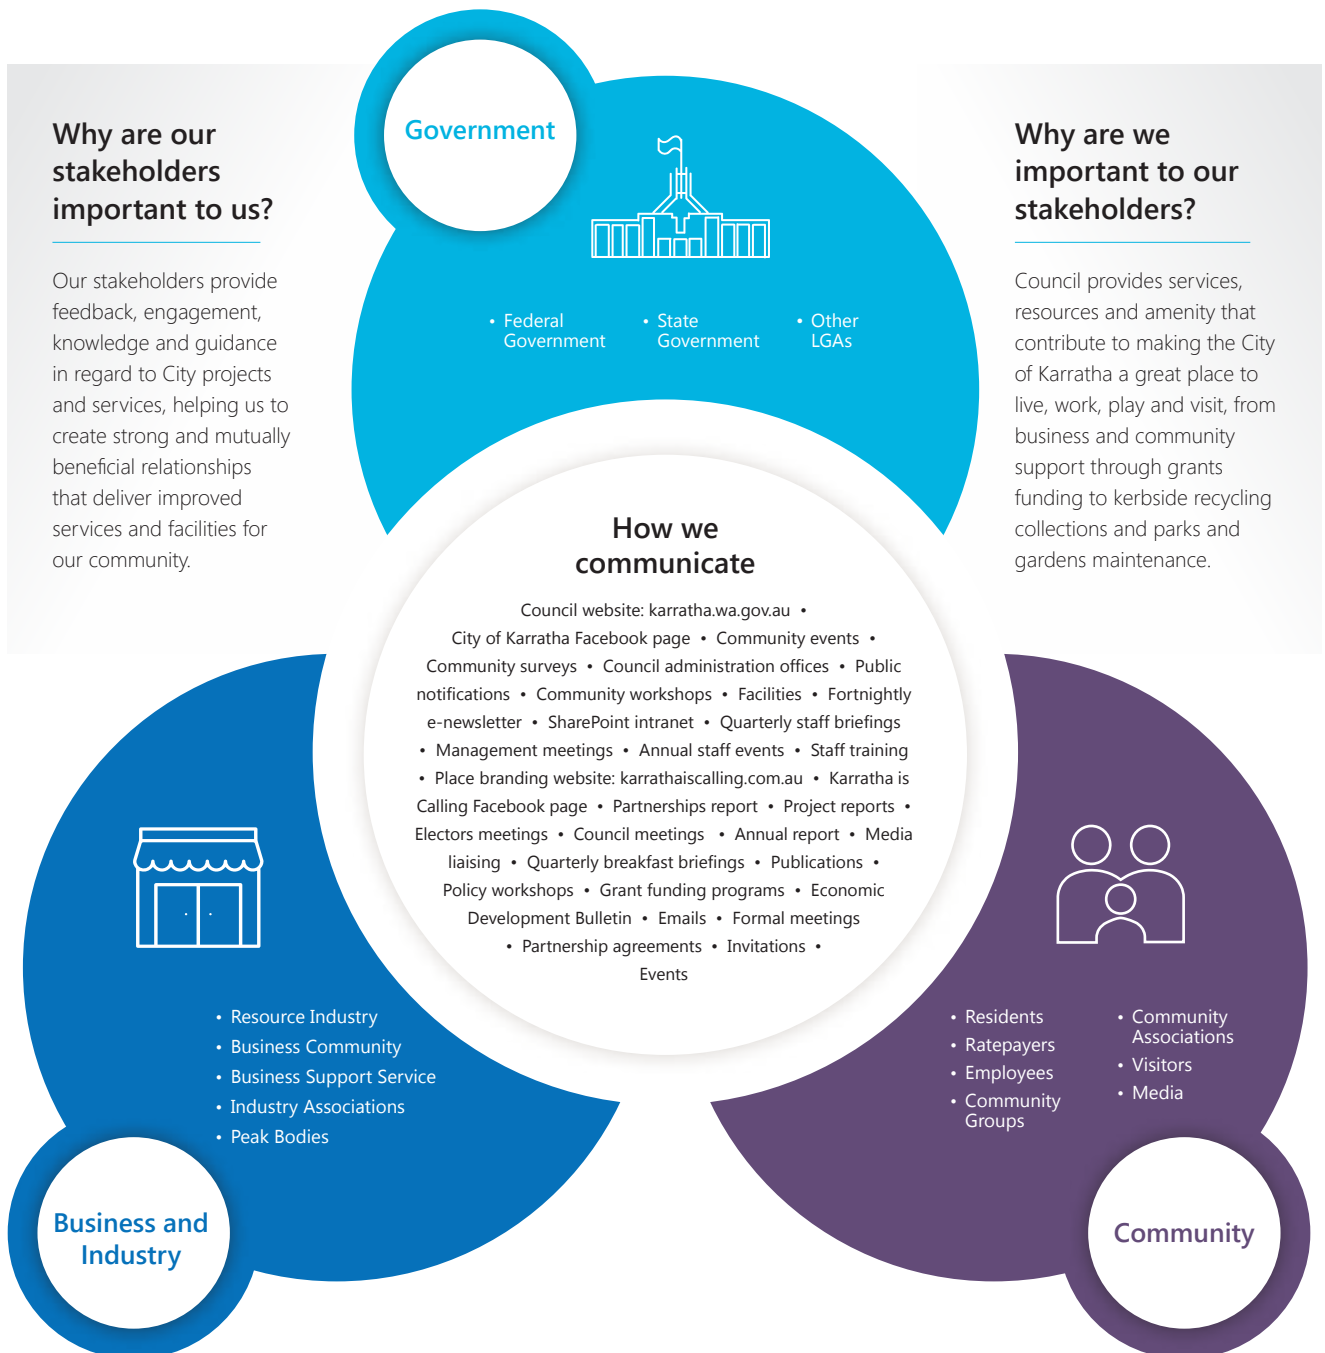 Government
Why are our
stakeholders
important to us?
Our stakeholders provide
feedback, engagement,
knowledge and guidance
in regard to City projects
and services, helping us to
create strong and mutually
beneficial relationships
that deliver improved
services and facilities for
our community.
• Federal
Government
• State
Government
• Other
LGAs
Why are we
important to our
stakeholders?
Council provides services,
resources and amenity that
contribute to making the City
of Karratha a great place to
live, work, play and visit, from
business and community
support through grants
funding to kerbside recycling
collections and parks and
gardens maintenance.
How we
communicate
Council website: karratha.wa.gov.au •
City of Karratha Facebook page • Community events •
Community surveys • Council administration offices • Public
notifications • Community workshops • Facilities • Fortnightly
e-newsletter • SharePoint intranet • Quarterly staff briefings
• Management meetings • Annual staff events • Staff training
• Place branding website: karrathaiscalling.com.au • Karratha is
Calling Facebook page • Partnerships report • Project reports •
Electors meetings • Council meetings • Annual report • Media
liaising • Quarterly breakfast briefings • Publications •
Policy workshops • Grant funding programs • Economic
Development Bulletin • Emails • Formal meetings
• Partnership agreements • Invitations •
Events
• Resource Industry
• Business Community
• Business Support Service
• Industry Associations
• Peak Bodies
Business and
Industry
• Residents
• Ratepayers
• Employees
• Community
Groups
• Community
Associations
• Visitors
• Media
Community